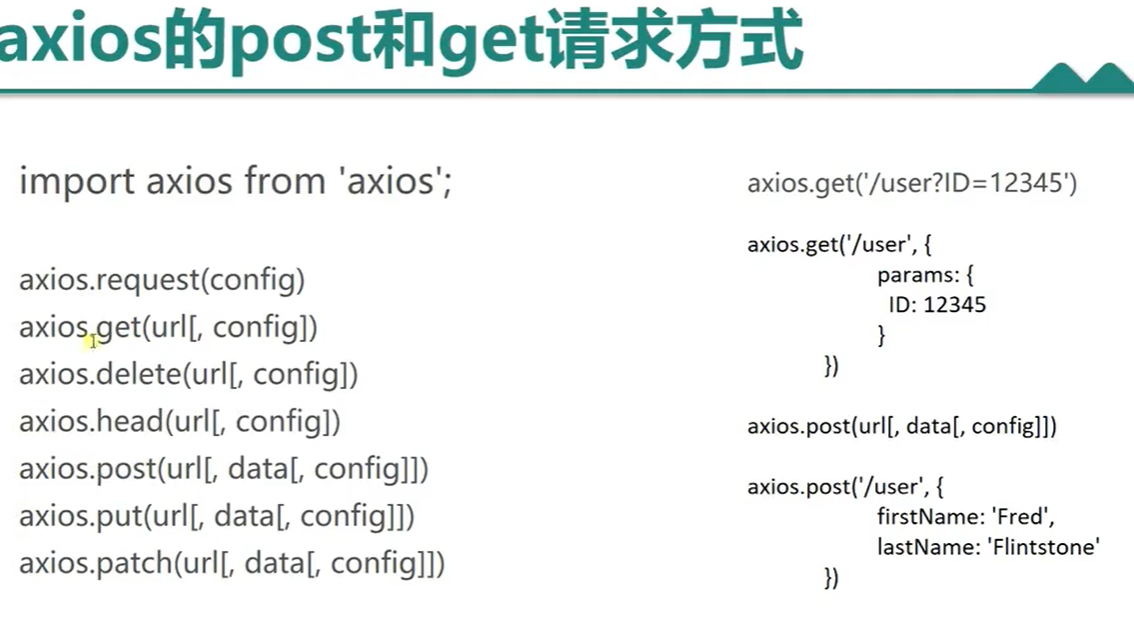 axios的post和get请求方式
import axios from 'axios';
axios.request(config)
axios.get(url[, config])
axios.delete(url[, config])
axios.head(url[, config])
axios.post(url[, data[, config]])
axios.put(url[, data[, config]])
axios.patch(url[, data[, config]])
axios.get('/user?ID=12345')
axios.get('/user', {
params: {
ID: 12345
}
})
axios.post(url[, data[, config]])
axios.post('/user', {
firstName: 'Fred',
lastName: 'Flintstone'
})